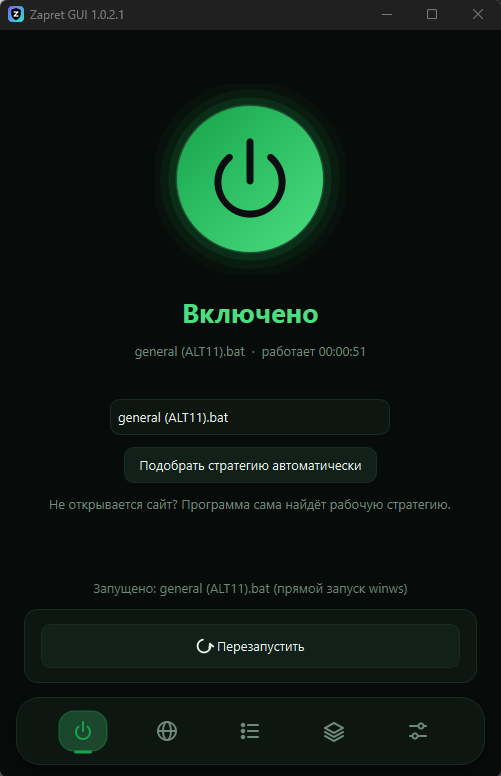 Zapret GUI 1.0.2.1
Включено
general (ALT11).bat · работает 00:00:51
general (ALT11).bat
Подобрать стратегию автоматически
Не открывается сайт? Программа сама найдёт рабочую стратегию.
Запущено: general (ALT11).bat (прямой запуск winws)
Перезапустить